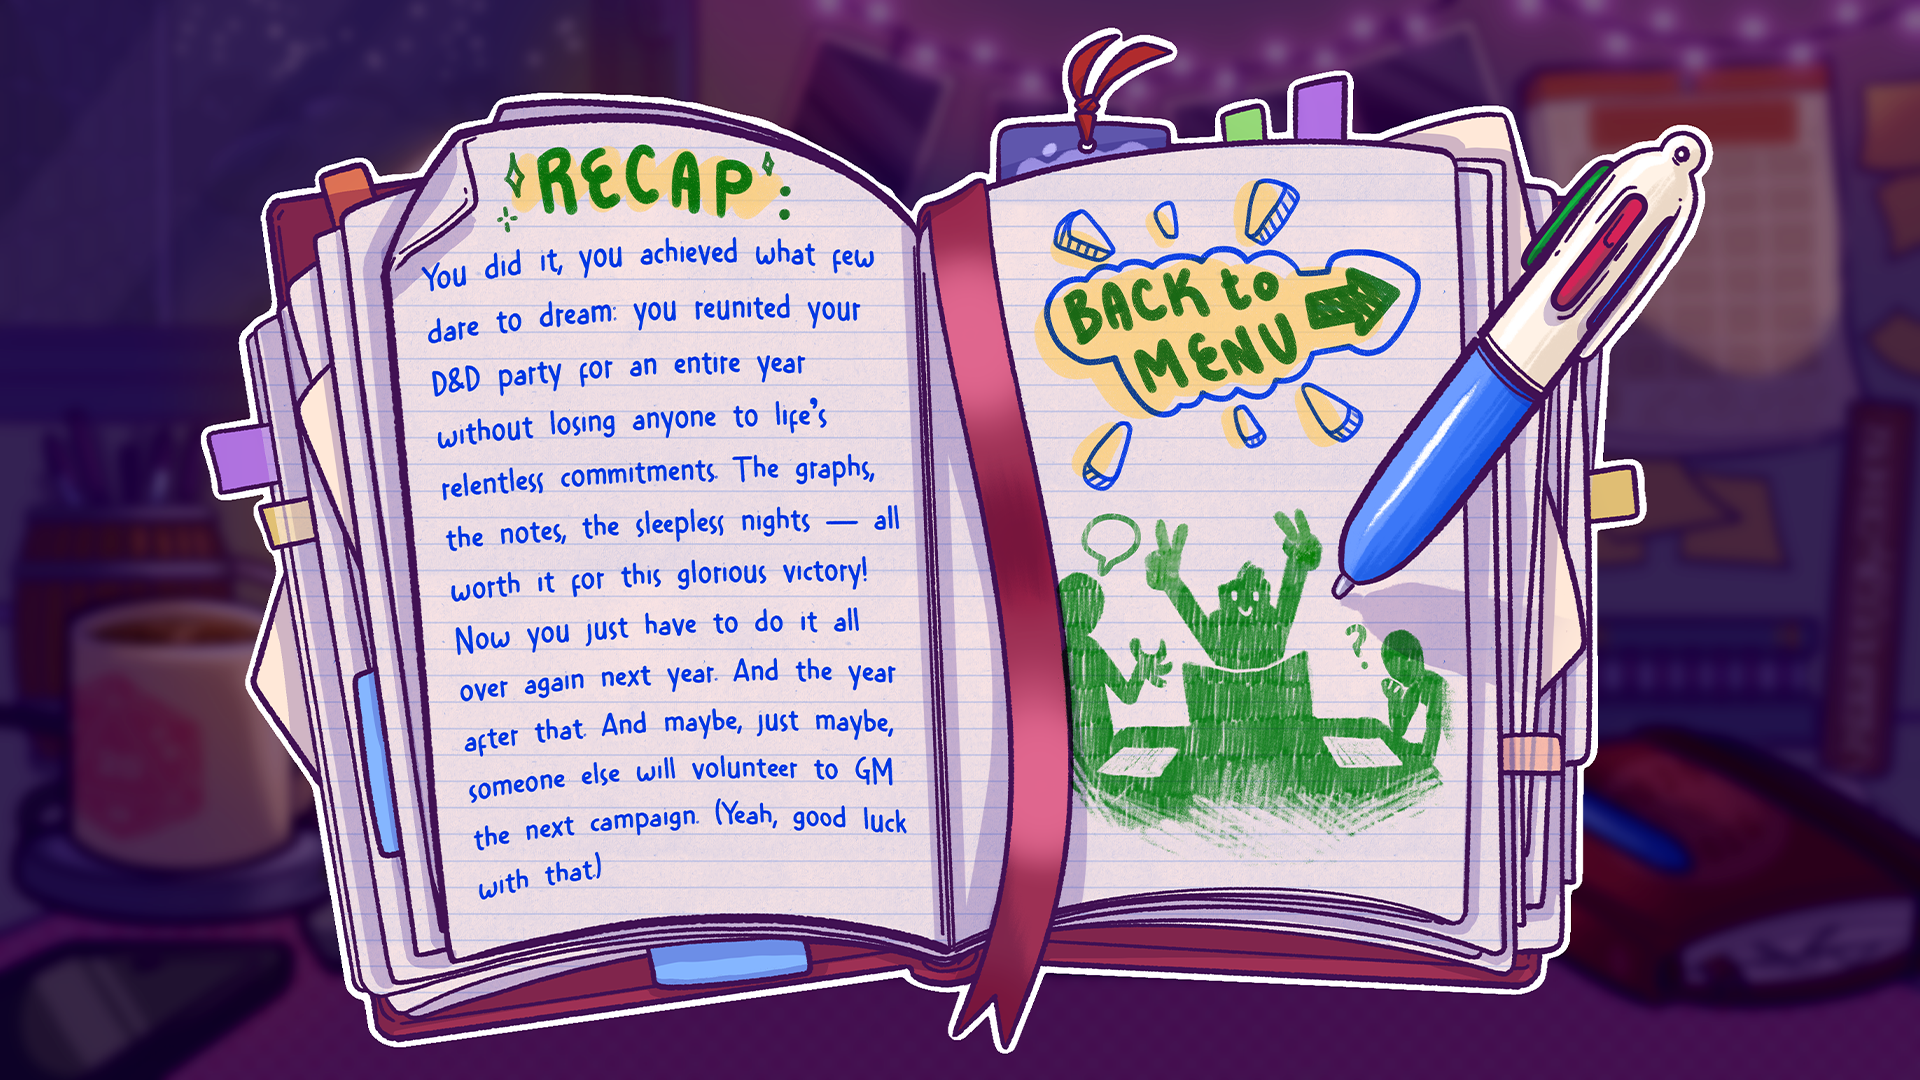 RECAP
You did it, you achieved what few
dare to dream: you reunited your
D&D party for an entire year
without losing anyone to life's
relentless commitments. The graphs,
the notes, the sleepless nights — all
worth it for this glorious victory!
Now you just have to do it all
over again next year. And the year
after that. And maybe, just maybe,
someone else will volunteer to GM
the next campaign. (Yeah, good luck
with that)
BACK to
MENU
?